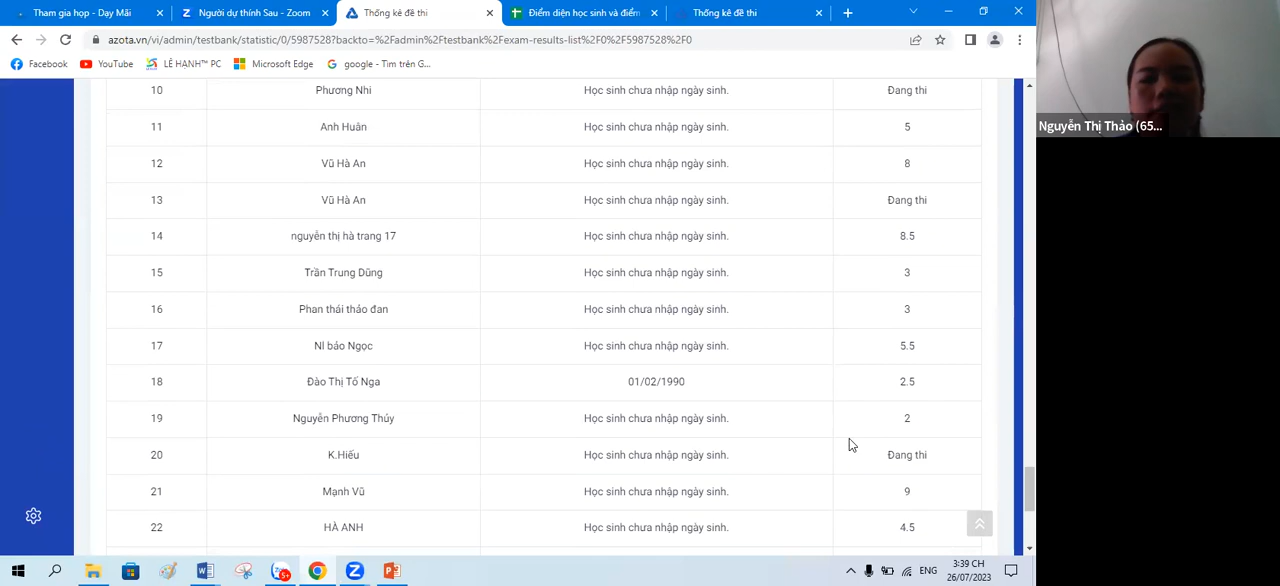 Tham gia họp - Dạy Mãi
Người dự thính Sau - Zoom
Thống kê đề thi
Điểm diện học sinh và điểm
Thống kê đề thi
azota.vn/vi/admin/testbank/statistic/0/5987528?backto=%2Fadmin%2Ftestbank%2Fexam-results-list%2F0%2F5987528%2F0
Facebook YouTube LÊ HẠNH™ PC Microsoft Edge google - Tìm trên G...
Nguyễn Thị Thảo (65...
10 Phương Nhi Học sinh chưa nhập ngày sinh. Đang thi
11 Anh Huân Học sinh chưa nhập ngày sinh. 5
12 Vũ Hà An Học sinh chưa nhập ngày sinh. 8
13 Vũ Hà An Học sinh chưa nhập ngày sinh. Đang thi
14 nguyễn thị hà trang 17 Học sinh chưa nhập ngày sinh. 8.5
15 Trần Trung Dũng Học sinh chưa nhập ngày sinh. 3
16 Phan thái thảo đan Học sinh chưa nhập ngày sinh. 3
17 Nl bảo Ngọc Học sinh chưa nhập ngày sinh. 5.5
18 Đào Thị Tố Nga 01/02/1990 2.5
19 Nguyễn Phương Thủy Học sinh chưa nhập ngày sinh. 2
20 K.Hiếu Học sinh chưa nhập ngày sinh. Đang thi
21 Mạnh Vũ Học sinh chưa nhập ngày sinh. 9
22 HÀ ANH Học sinh chưa nhập ngày sinh. 4.5
5+
ENG
3:39 CH
26/07/2023